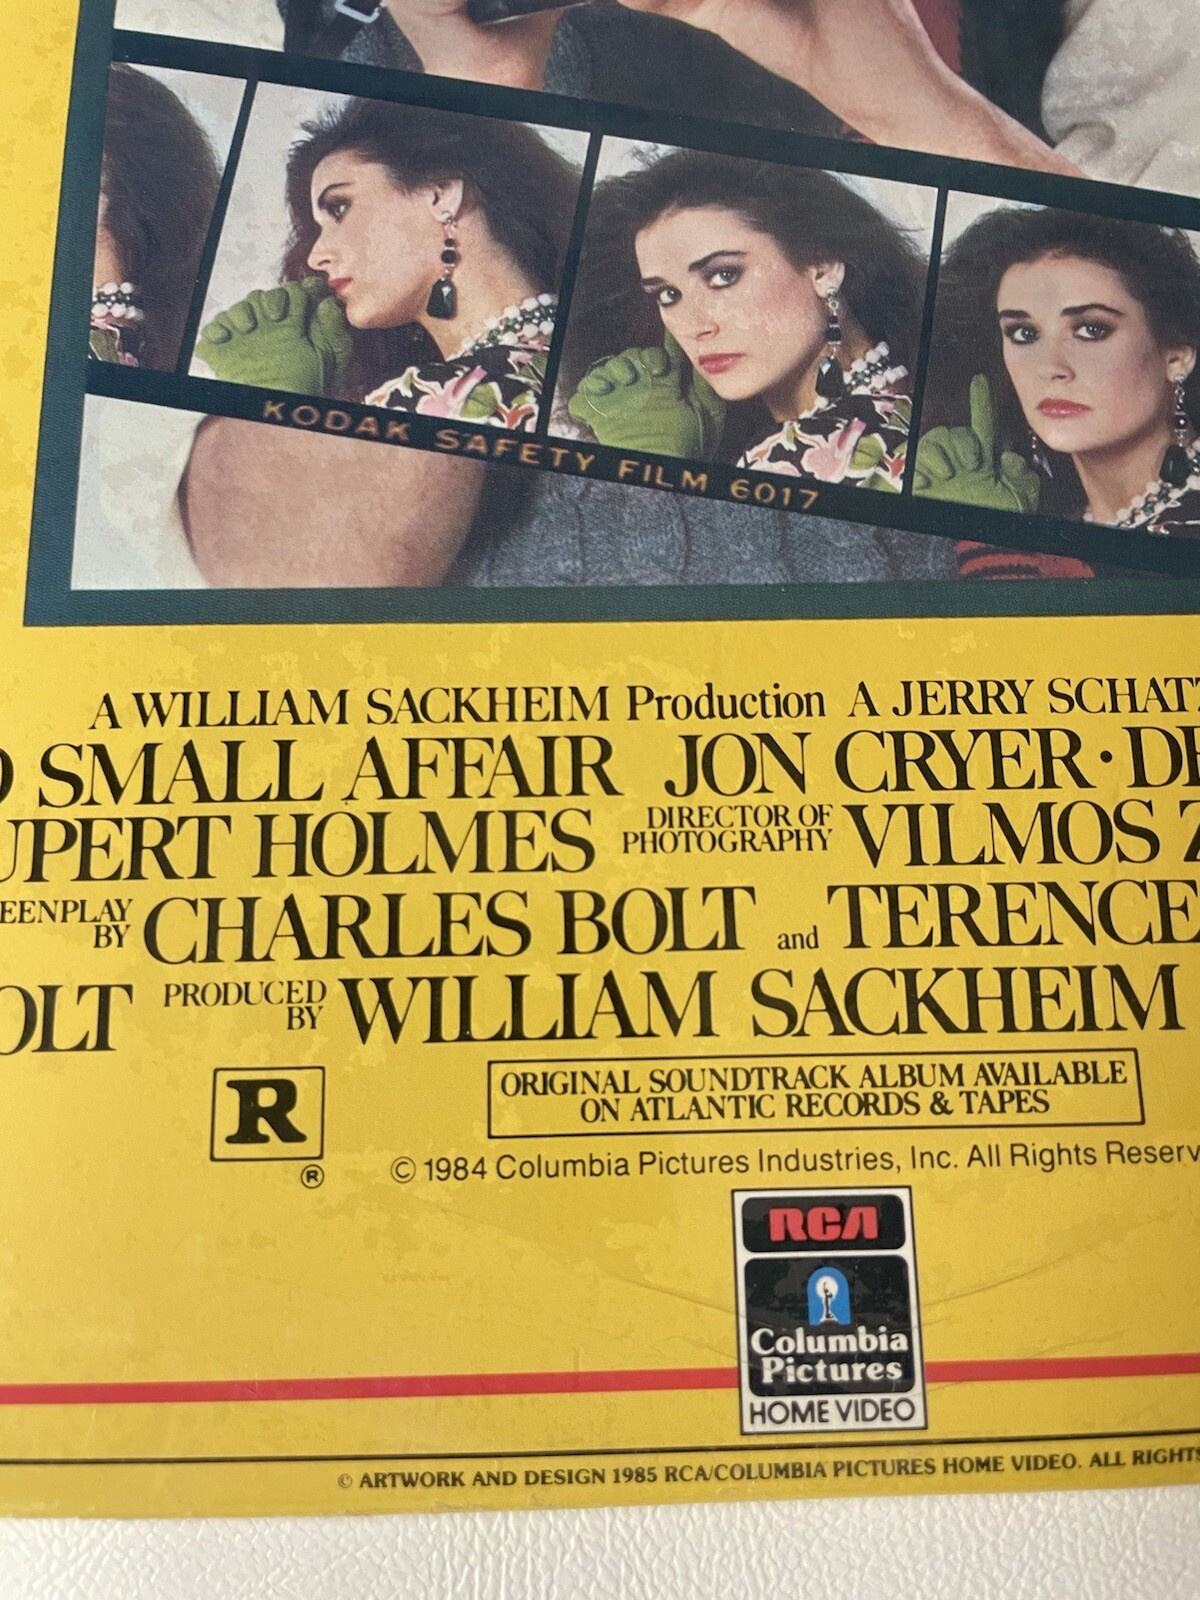 KODAK SAFETY FILM 6017
A WILLIAM SACKHEIM Production A JERRY SCHATZ
SMALL AFFAIR JON CRYER · DE
UPERT HOLMES DIRECTOR OF PHOTOGRAPHY VILMOS Z
EENPLAY BY CHARLES BOLT and TERENCE
OLT PRODUCED BY WILLIAM SACKHEIM
R
ORIGINAL SOUNDTRACK ALBUM AVAILABLE
ON ATLANTIC RECORDS & TAPES
®
© 1984 Columbia Pictures Industries, Inc. All Rights Reserv
RCA
Columbia
Pictures
HOME VIDEO
© ARTWORK AND DESIGN 1985 RCA/COLUMBIA PICTURES HOME VIDEO. ALL RIGHTS